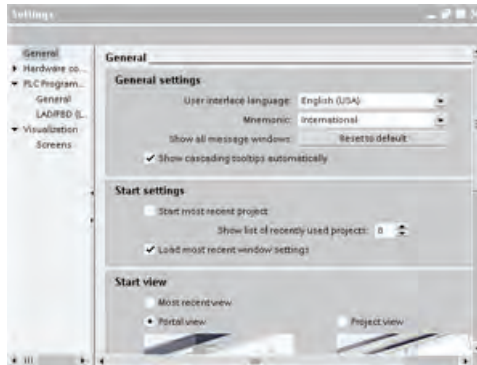 Settings
General
Hardware co...
PLC Program...
General
LAD/FBD (L...
Visualization
Screens
General
General settings
User interface language: English (USA)
Mnemonic: International
Show all message windows: Reset to default
Show cascading tooltips automatically
Start settings
Start most recent project
Show list of recently used projects: 8
Load most recent window settings
Start view
Most recent view
Portal view
Project view